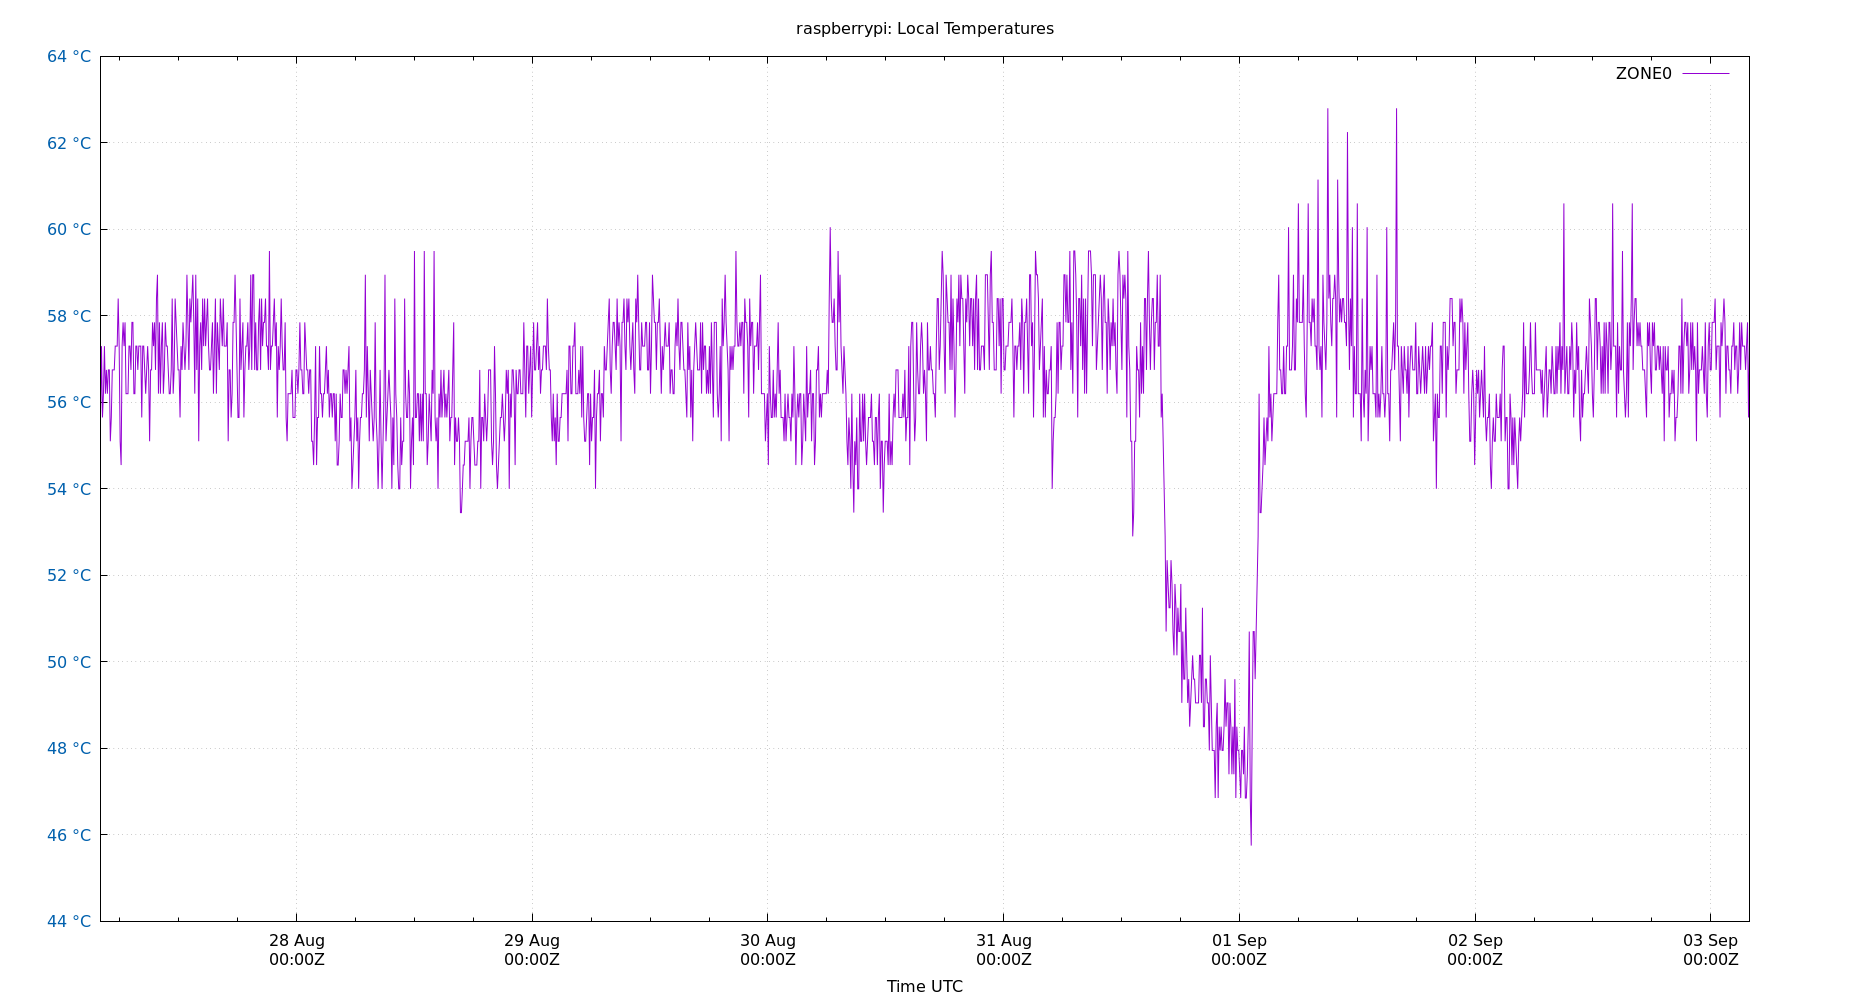 raspberrypi: Local Temperatures
64 °C
ZONE0
62 °C
60 °C
58 °C
56 °C
54 °C
52 °C
50 °C
48 °C
46 °C
44 °C
28 Aug 29 Aug 30 Aug 31 Aug 01 Sep 02 Sep 03 Sep
00:00Z 00:00Z 00:00Z 00:00Z 00:00Z 00:00Z 00:00Z
Time UTC